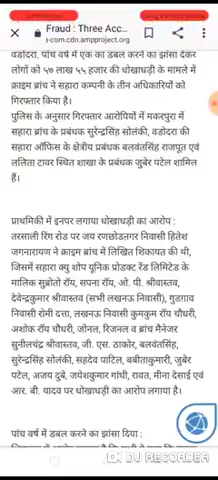 Fraud : Three Acc...
i-com.cdn.ampproject.org
वडोदरा. पांच वर्ष में एक का डबल करने का झांसा देकर
लोगों को ५७ लाख ५५ हजार की धोखाधड़ी के मामले में
क्राइम ब्रांच ने सहारा कम्पनी के तीन अधिकारियों को
गिरफ्तार किया है।
पुलिस के अनुसार गिरफ्तार आरोपियों में मकरपुरा में
सहारा ब्रांच के प्रबंधक सुरेन्द्रसिंह सोलंकी, वडोदरा की
सहारा ऑफिस के क्षेत्रीय प्रबंधक बलवंतसिंह राजपूत एवं
ललिता टावर स्थित शाखा के प्रबंधक जुबेर पटेल शामिल
हैं।
प्राथमिकी में इनपर लगाया धोखाधड़ी का आरोप :
तरसाली रिंग रोड पर जय रणछोडनगर निवासी हितेश
जगनारायण ने क्राइम ब्रांच में लिखित शिकायत की थी,
जिसमें सहारा क्यु शोप यूनिक प्रोडक्ट रेंड लिमिटेड के
मालिक सुब्रोतो रॉय, सपना रॉय, ओ. पी. श्रीवास्तव,
देवेन्द्रकुमार श्रीवास्तव (सभी लखनऊ निवासी), गुडगाव
निवासी रोमी दत्ता, लखनऊ निवासी कुमकुम रॉय चौधरी,
अशोक रॉय चौधरी, जोनल, रिजनल व ब्रांच मैनेजर
सुनीलचंद्र श्रीवास्तव, जी. एस. ठाकोर, बलवंतसिंह,
सुरेन्द्रसिंह सोलंकी, सहदेव पाटिल, बबीताकुमारी, जुबेर
पटेल, अजय दुबे, जयेशकुमार गांधी, रावत, मीना देसाई एवं
आर. बी. यादव पर धोखाधड़ी का आरोप लगाया है।
पांच वर्ष में डबल करने का झांसा दिया :
RECORDED WITH
DU RECORDER